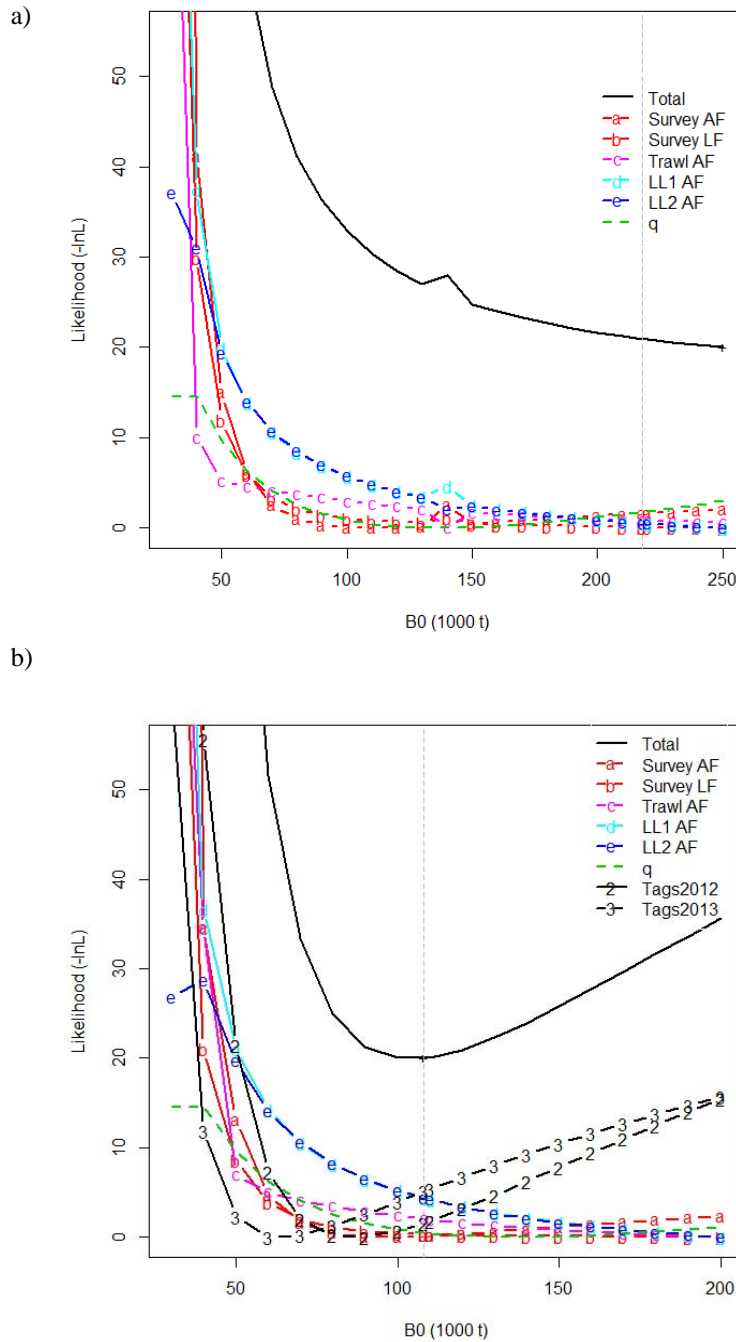 a)
50
40
30
20
10
0
Likelihood (-lnL)
Total
a Survey AF
b Survey LF
c Trawl AF
d LL1 AF
e LL2 AF
q
50 100 150 200 250
B0 (1000 t)
b)
50
40
30
20
10
0
Likelihood (-lnL)
Total
a Survey AF
b Survey LF
c Trawl AF
d LL1 AF
e LL2 AF
q
2 Tags2012
3 Tags2013
50 100 150 200
B0 (1000 t)